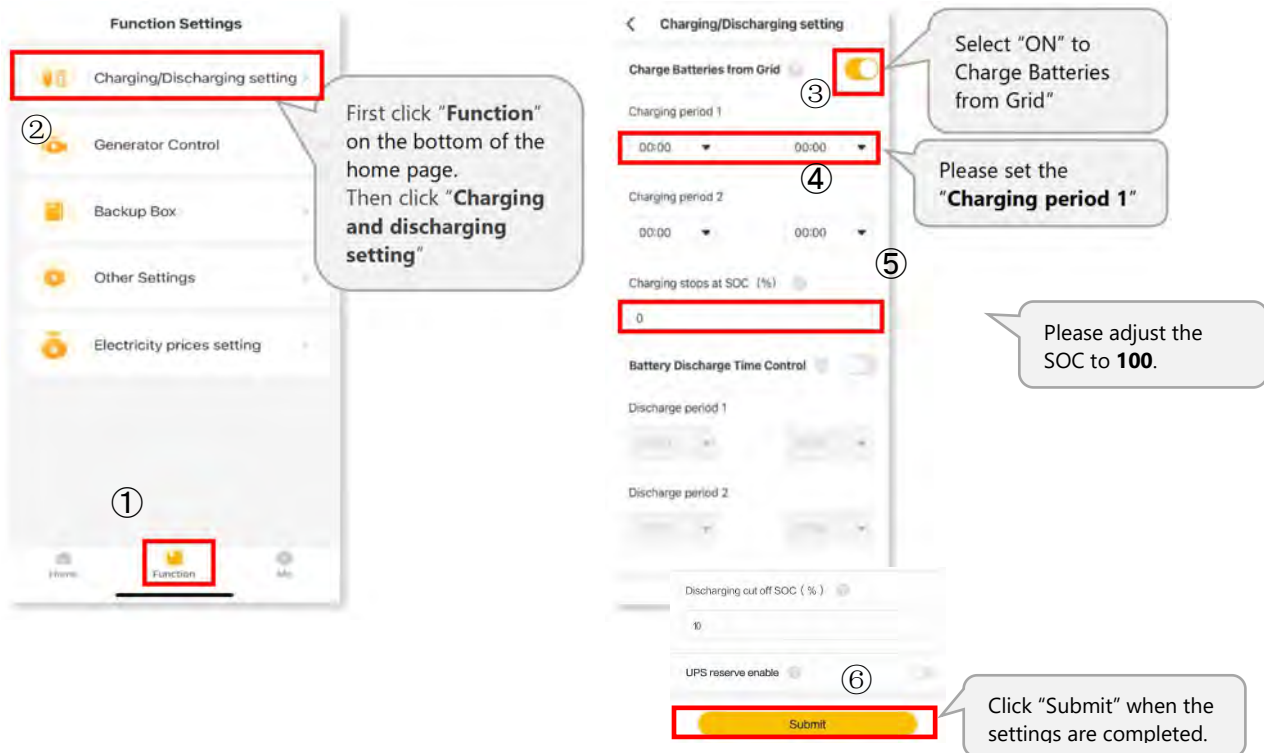 Function Settings
Charging/Discharging setting
②
Generator Control
Backup Box
Other Settings
Electricity prices setting
①
Home
Function
Me
First click “Function”
on the bottom of the
home page.
Then click “Charging
and discharging
setting”
Charging/Discharging setting
Charge Batteries from Grid
③
Charging period 1
00:00
00:00
④
Charging period 2
00:00
00:00
⑤
Charging stops at SOC (%)
0
Battery Discharge Time Control
Discharge period 1
Discharge period 2
Discharging cut off SOC ( % )
10
UPS reserve enable
⑥
Submit
Select “ON” to
Charge Batteries
from Grid”
Please set the
“Charging period 1”
Please adjust the
SOC to 100.
Click “Submit” when the
settings are completed.